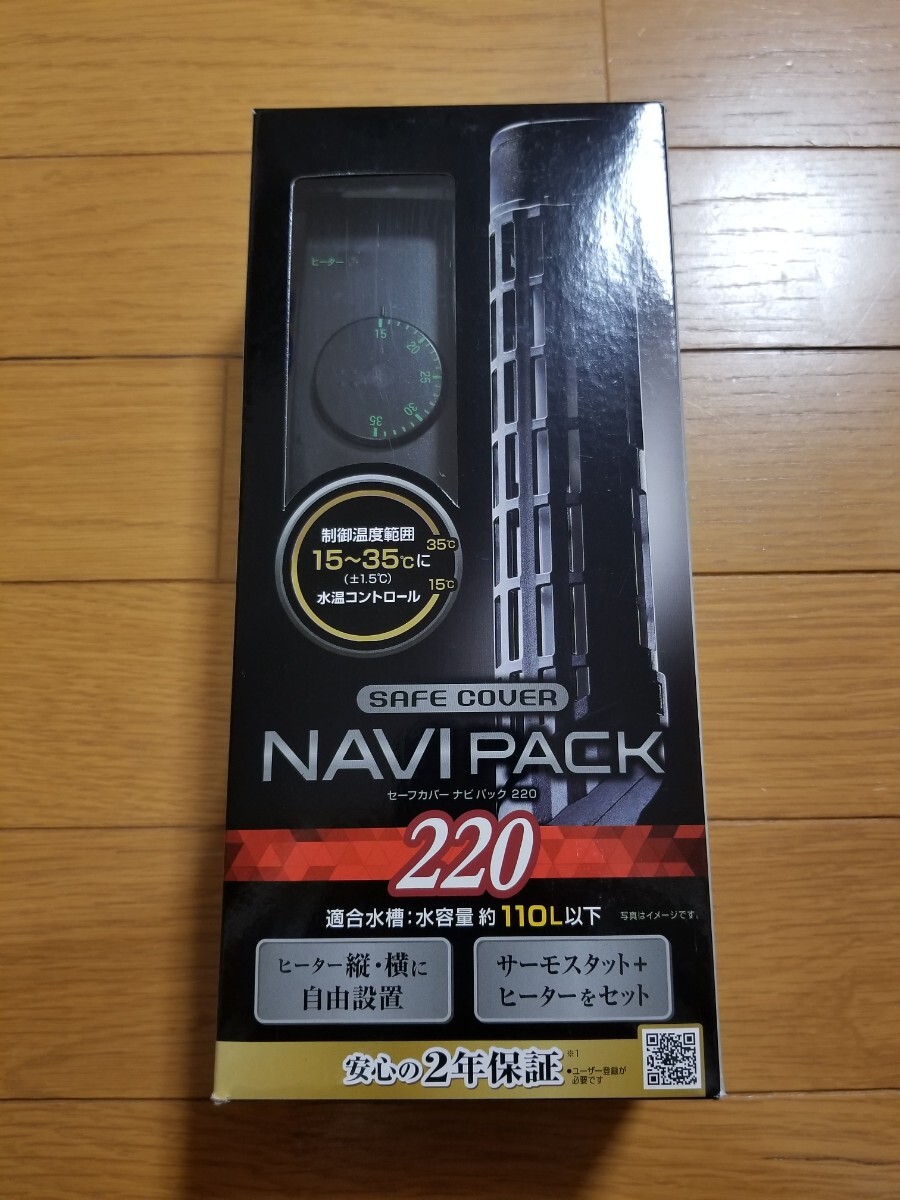 ヒーター
15
20
25
30
35
制御温度範囲
15～35℃に
(±1.5℃)
水温コントロール
35℃
15℃
SAFE COVER
NAVI PACK
セーフカバー ナビパック 220
220
適合水槽：水容量 約110L以下
写真はイメージです。
ヒーター縦・横に
自由設置
サーモスタット＋
ヒーターをセット
安心の2年保証※1
●ユーザー登録が
必要です